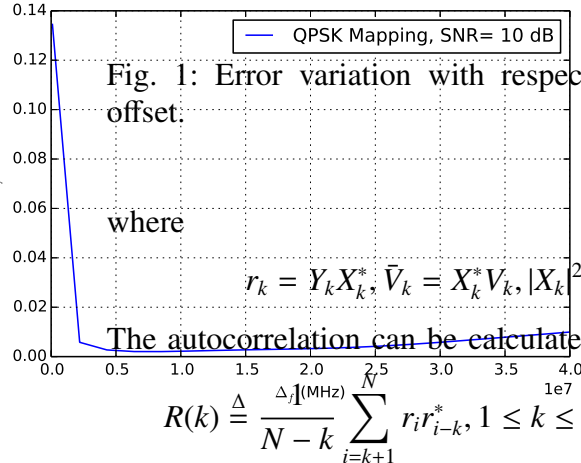 0.14
QPSK Mapping, SNR= 10 dB
0.12
Fig. 1: Error variation with respec
0.10
offset.
0.08
0.06
where
0.04
r_k = Y_k X_k^*, V̄_k = X_k^* V_k, |X_k|^2
0.02
The autocorrelation can be calculate
0.00
0.0 0.5 1.0 1.5 2.0 2.5 3.0 3.5 4.0
1e7
Δ_f (MHz)
R(k) ≜ 1/(N − k) ∑_{i=k+1}^{N} r_i r_{i−k}^*, 1 ≤ k ≤